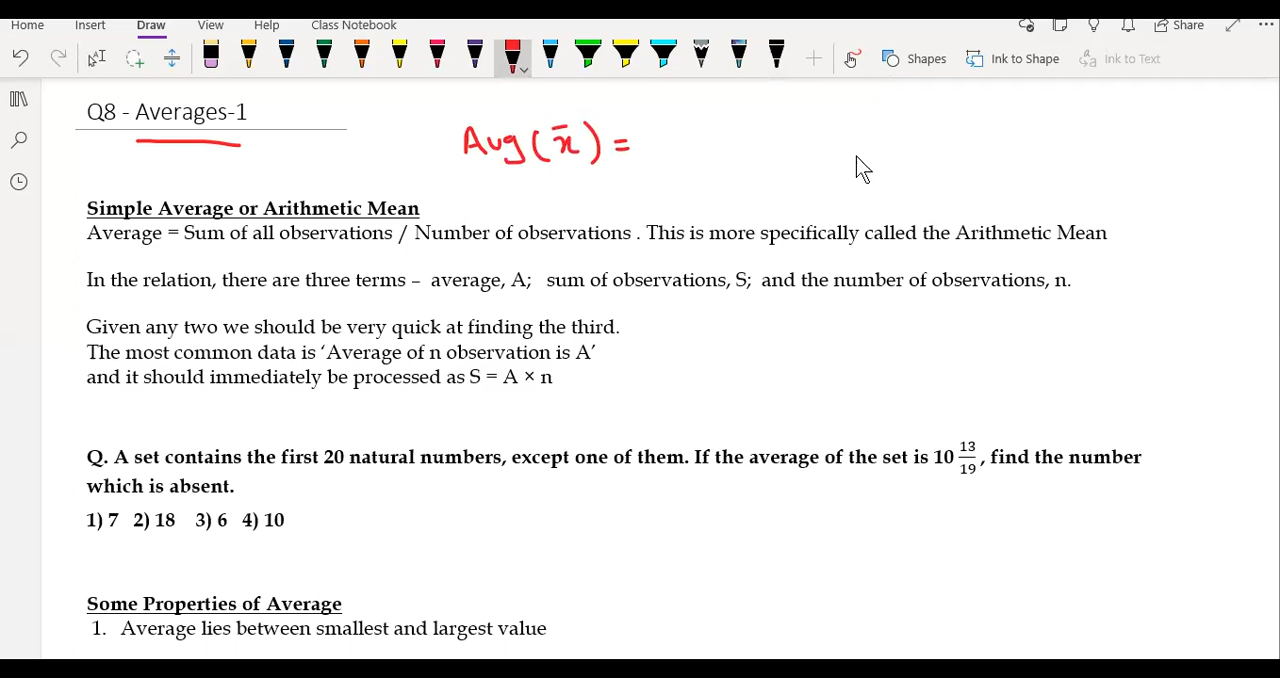 Home Insert Draw View Help Class Notebook Share
Shapes Ink to Shape Ink to Text
Q8 - Averages-1
Avg (x̄) =
Simple Average or Arithmetic Mean
Average = Sum of all observations / Number of observations . This is more specifically called the Arithmetic Mean
In the relation, there are three terms – average, A; sum of observations, S; and the number of observations, n.
Given any two we should be very quick at finding the third.
The most common data is ‘Average of n observation is A’
and it should immediately be processed as S = A × n
Q. A set contains the first 20 natural numbers, except one of them. If the average of the set is 10 13/19, find the number
which is absent.
1) 7 2) 18 3) 6 4) 10
Some Properties of Average
1. Average lies between smallest and largest value